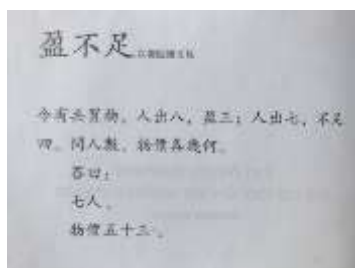 盈不足
今有共買物，人出八，盈三；人出七，不足
四。問人數、物價各幾何。
答曰：
七人。
物價五十三。